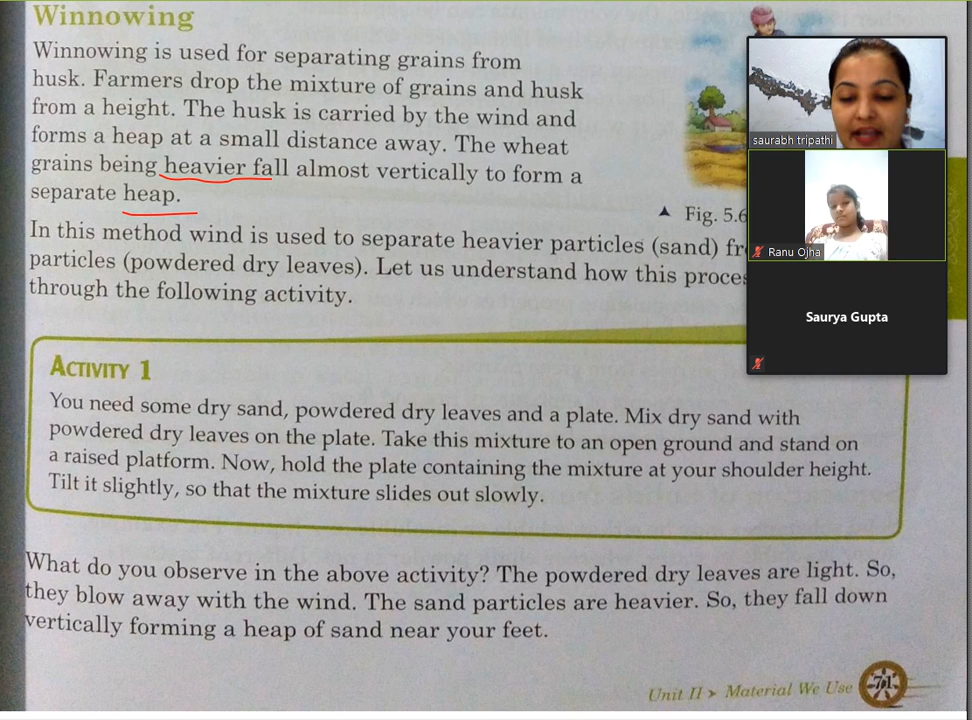 Winnowing
Winnowing is used for separating grains from
husk. Farmers drop the mixture of grains and husk
from a height. The husk is carried by the wind and
forms a heap at a small distance away. The wheat
grains being heavier fall almost vertically to form a
separate heap.
▲ Fig. 5.6
In this method wind is used to separate heavier particles (sand)
particles (powdered dry leaves). Let us understand how this
through the following activity.
ACTIVITY 1
You need some dry sand, powdered dry leaves and a plate. Mix dry sand with
powdered dry leaves on the plate. Take this mixture to an open ground and stand on
a raised platform. Now, hold the plate containing the mixture at your shoulder height.
Tilt it slightly, so that the mixture slides out slowly.
What do you observe in the above activity? The powdered dry leaves are light. So,
they blow away with the wind. The sand particles are heavier. So, they fall down
vertically forming a heap of sand near your feet.
Unit II > Material We Use 71
saurabh tripathi
Ranu Ojha
Saurya Gupta